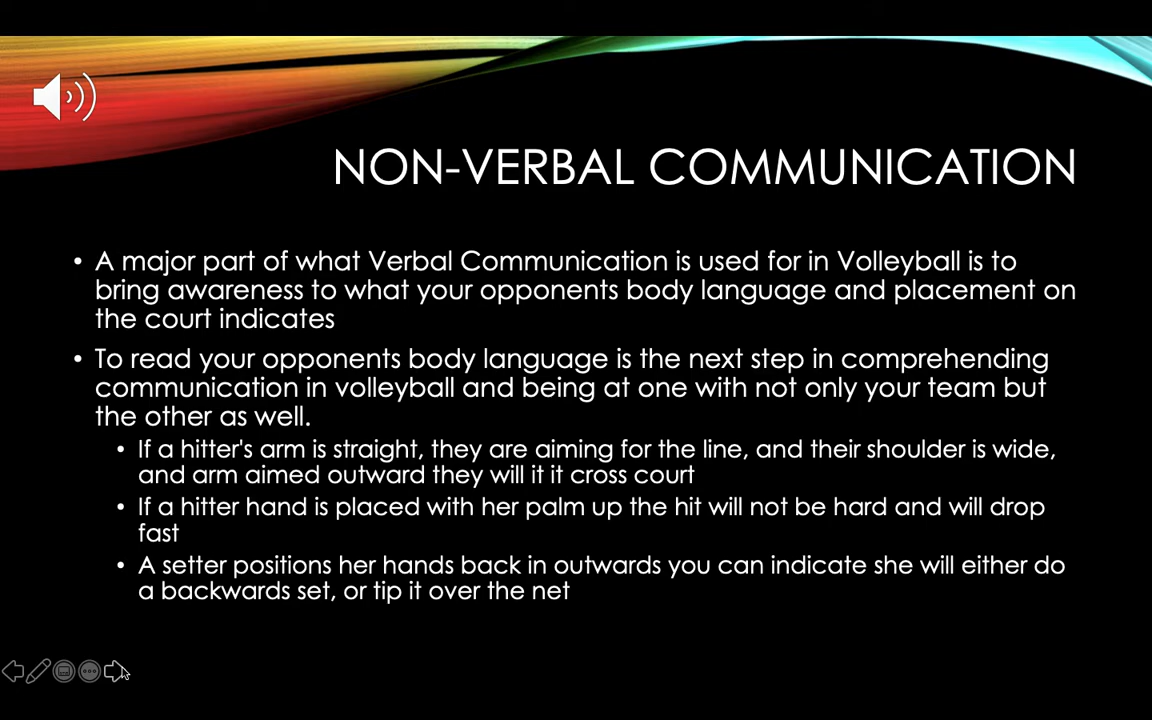 NON-VERBAL COMMUNICATION
• A major part of what Verbal Communication is used for in Volleyball is to
bring awareness to what your opponents body language and placement on
the court indicates
• To read your opponents body language is the next step in comprehending
communication in volleyball and being at one with not only your team but
the other as well.
• If a hitter's arm is straight, they are aiming for the line, and their shoulder is wide,
and arm aimed outward they will it it cross court
• If a hitter hand is placed with her palm up the hit will not be hard and will drop
fast
• A setter positions her hands back in outwards you can indicate she will either do
a backwards set, or tip it over the net